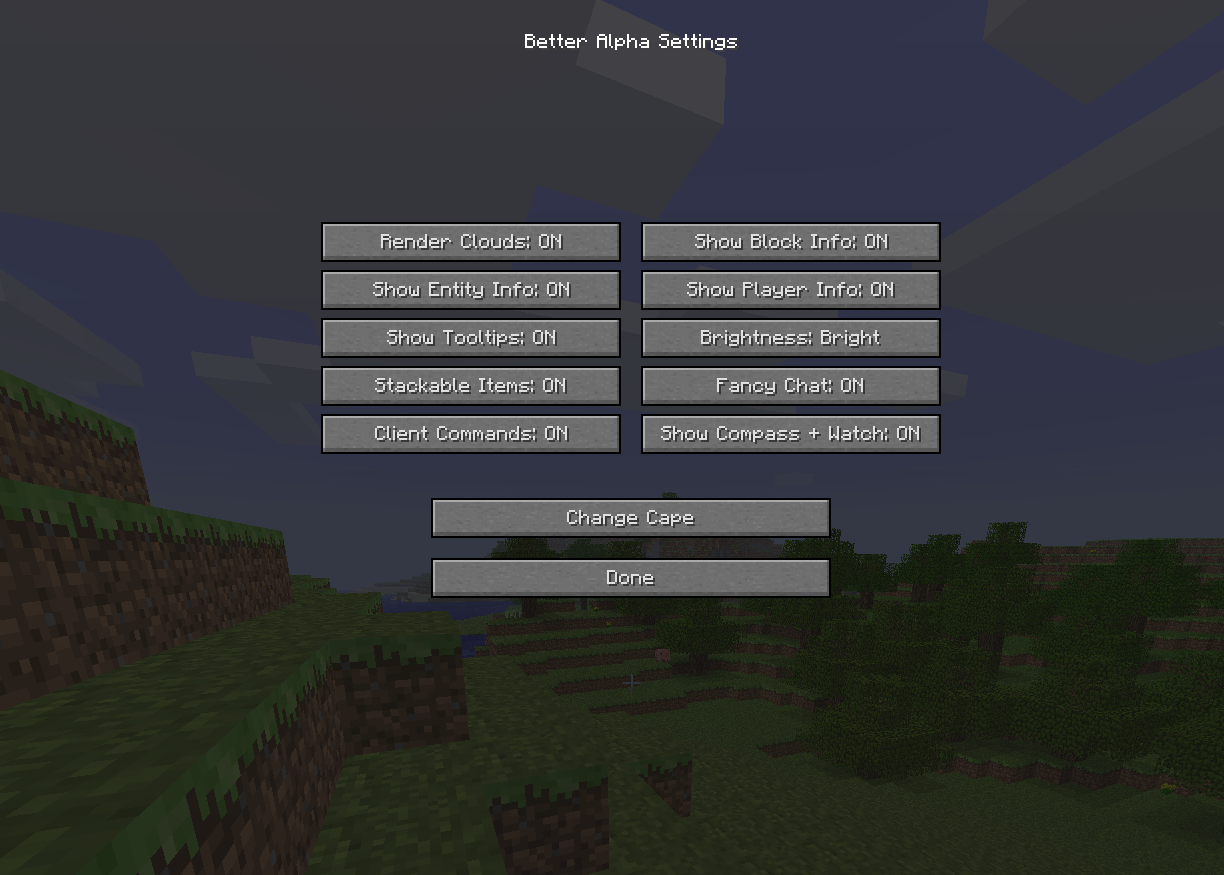 Better Alpha Settings
Render Clouds: ON
Show Block Info: ON
Show Entity Info: ON
Show Player Info: ON
Show Tooltips: ON
Brightness: Bright
Stackable Items: ON
Fancy Chat: ON
Client Commands: ON
Show Compass + Watch: ON
Change Cape
Done